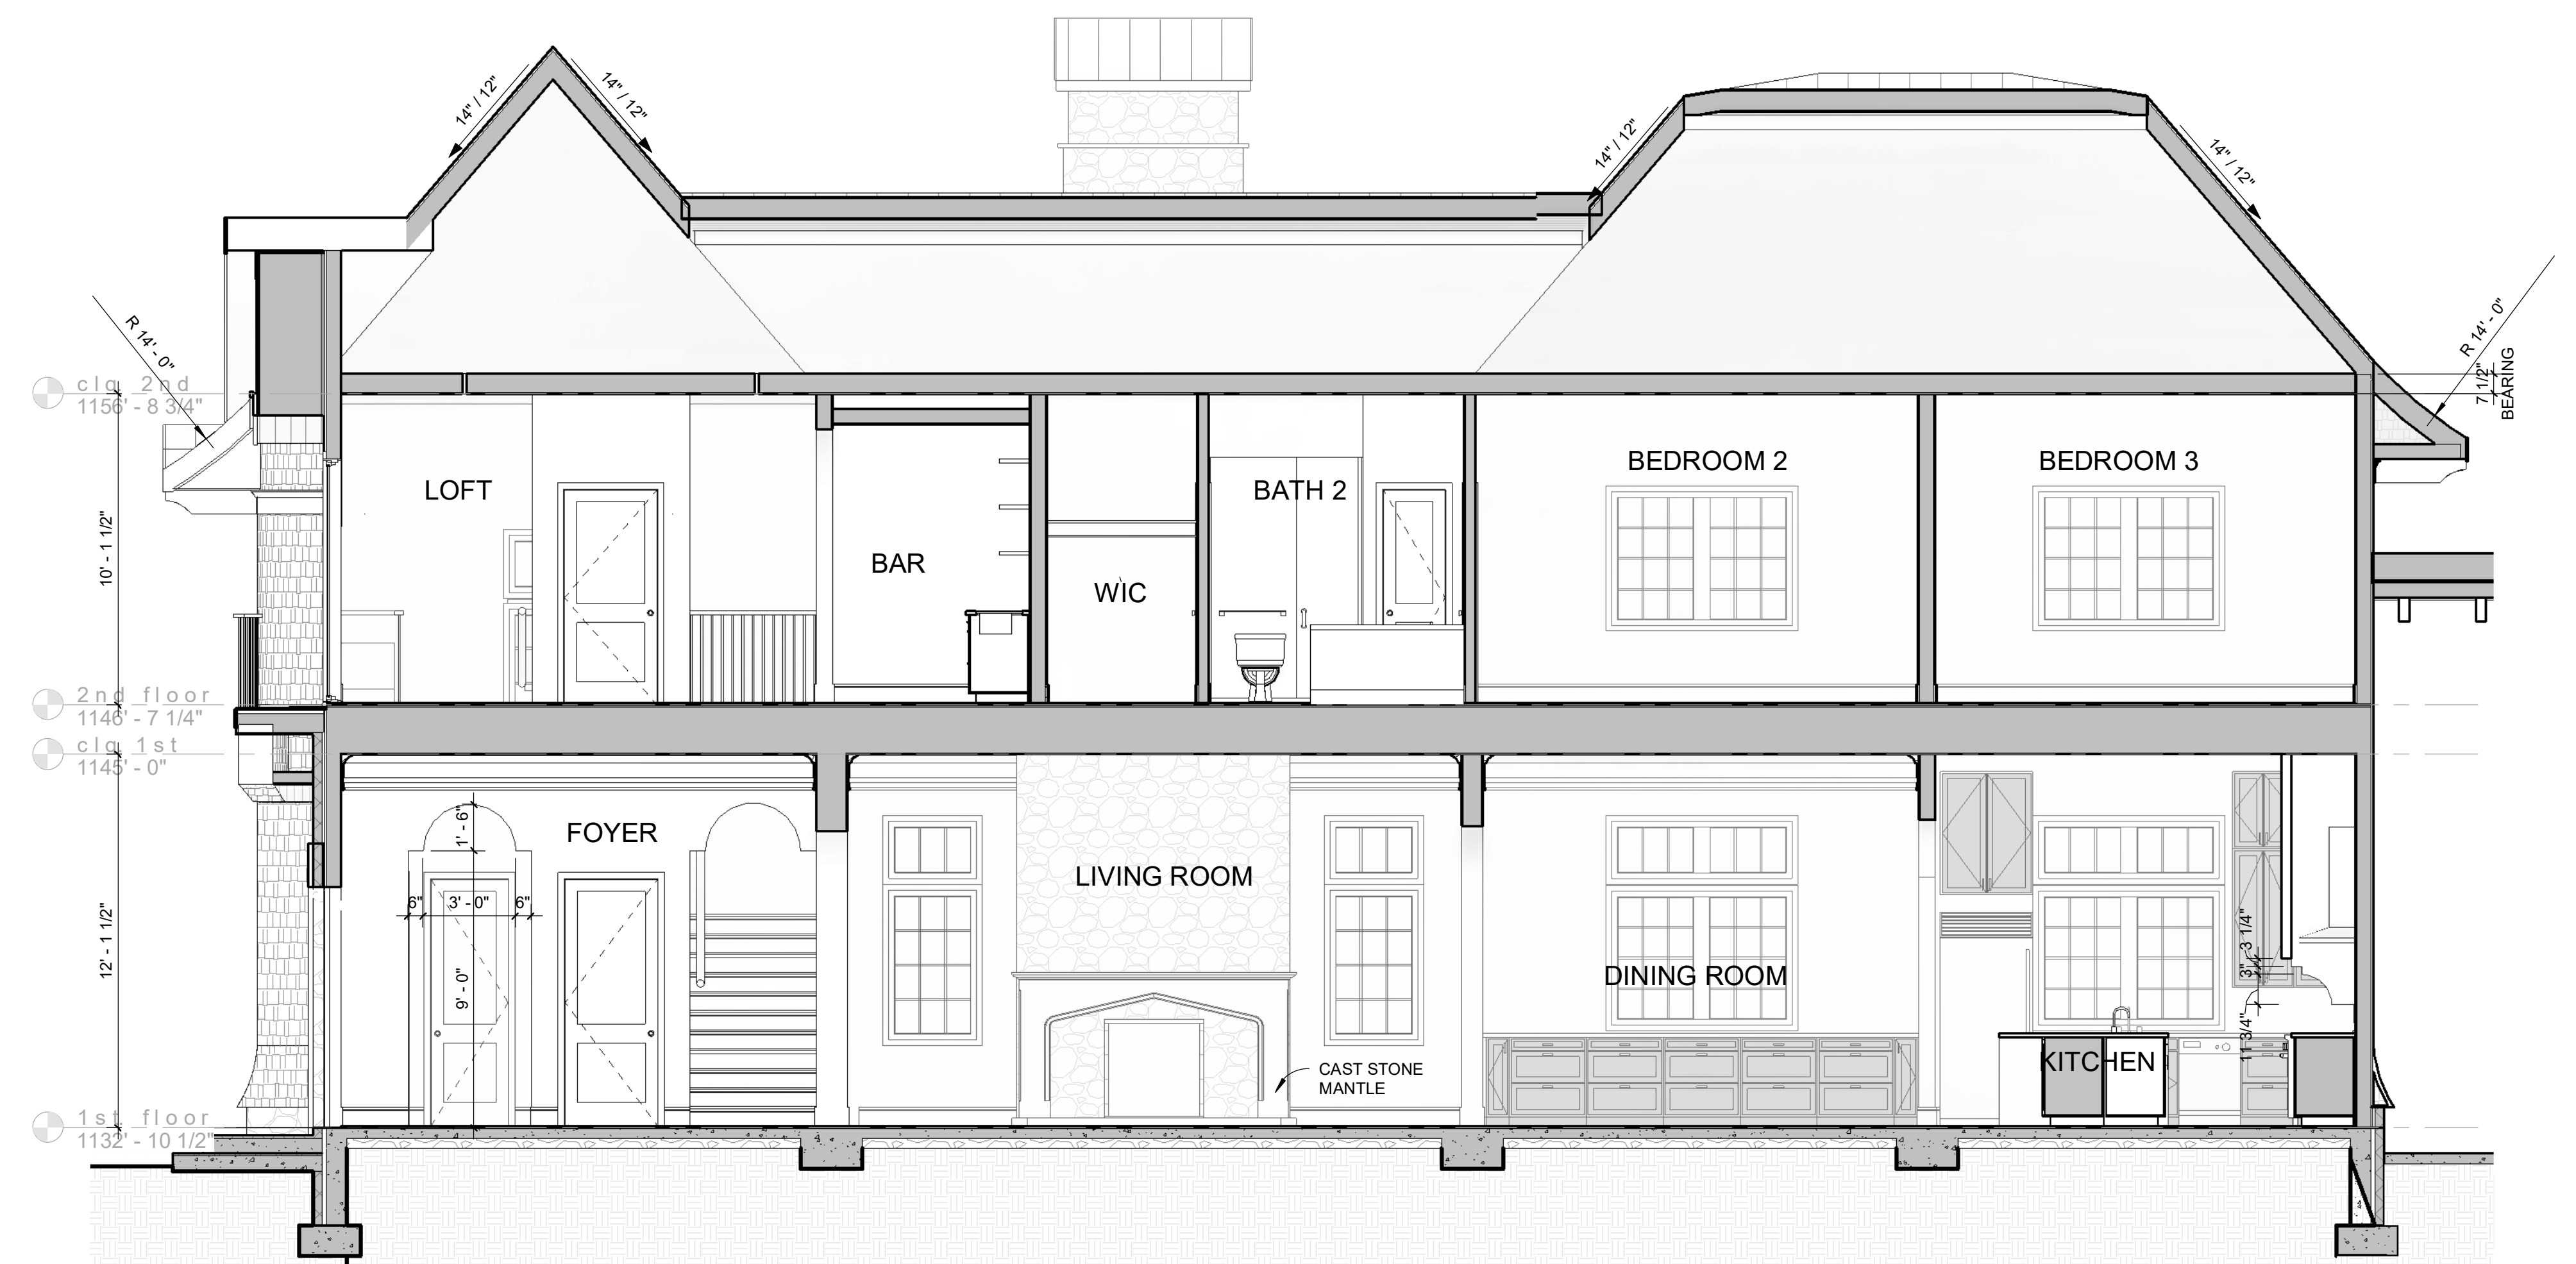 14" / 12"
14" / 12"
14" / 12"
14" / 12"
R 14' - 0"
R 14' - 0"
clg 2nd
1156' - 8 3/4"
7 1/2"
BEARING
LOFT
BATH 2
BEDROOM 2
BEDROOM 3
10' - 1 1/2"
BAR
WIC
2nd floor
1146' - 7 1/4"
clg 1st
1145' - 0"
1' - 6"
FOYER
LIVING ROOM
6"
3' - 0"
6"
12' - 1 1/2"
9' - 0"
DINING ROOM
3 1/4"
3"
11 3/4"
CAST STONE
MANTLE
KITCHEN
1st floor
1132' - 10 1/2"